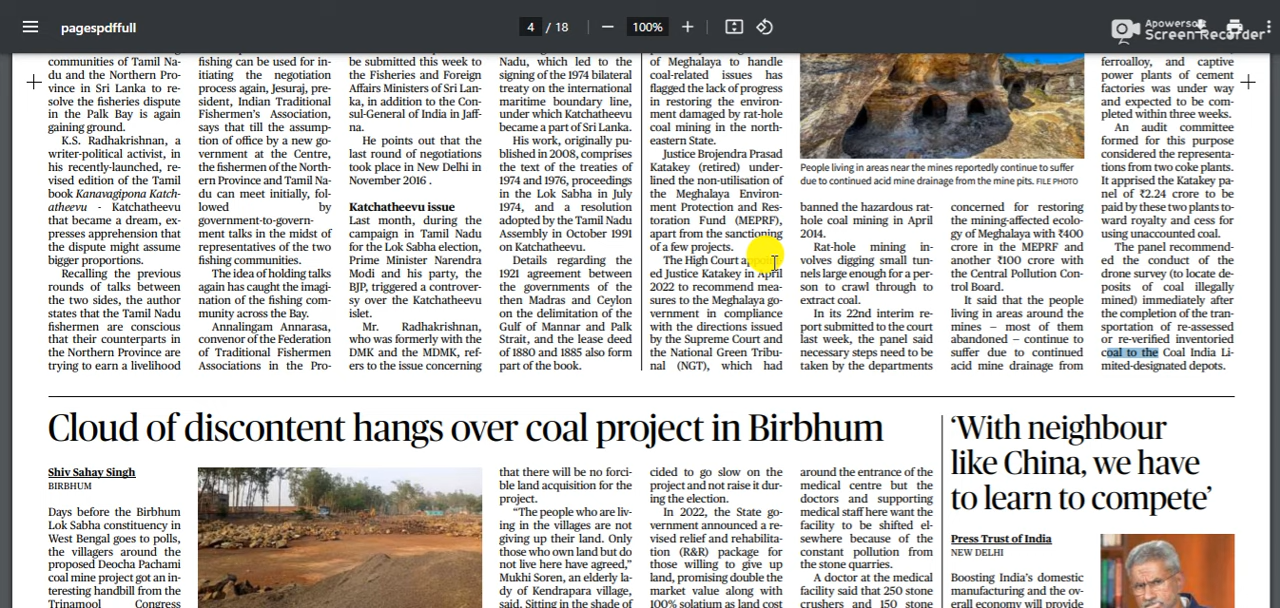 pagespdffull
4 / 18
100%
Apowersoft
Screen Recorder
communities of Tamil Na-
du and the Northern Pro-
vince in Sri Lanka to re-
solve the fisheries dispute
in the Palk Bay is again
gaining ground.
K.S. Radhakrishnan, a
writer-political activist, in
his recently-launched, re-
vised edition of the Tamil
book Kanavagipona Katch-
atheevu - Katchatheevu
that became a dream, ex-
presses apprehension that
the dispute might assume
bigger proportions.
Recalling the previous
rounds of talks between
the two sides, the author
states that the Tamil Nadu
fishermen are conscious
that their counterparts in
the Northern Province are
trying to earn a livelihood
fishing can be used for in-
itiating the negotiation
process again, Jesuraj, pre-
sident, Indian Traditional
Fishermen's Association,
says that till the assump-
tion of office by a new go-
vernment at the Centre,
the fishermen of the North-
ern Province and Tamil Na-
du can meet initially, fol-
lowed by
government-to-govern-
ment talks in the midst of
representatives of the two
fishing communities.
The idea of holding talks
again has caught the imagi-
nation of the fishing com-
munity across the Bay.
Annalingam Annarasa,
convenor of the Federation
of Traditional Fishermen
Associations in the Pro-
be submitted this week to
the Fisheries and Foreign
Affairs Ministers of Sri Lan-
ka, in addition to the Con-
sul-General of India in Jaff-
na.
He points out that the
last round of negotiations
took place in New Delhi in
November 2016 .
Katchatheevu issue
Last month, during the
campaign in Tamil Nadu
for the Lok Sabha election,
Prime Minister Narendra
Modi and his party, the
BJP, triggered a controver-
sy over the Katchatheevu
islet.
Mr. Radhakrishnan,
who was formerly with the
DMK and the MDMK, ref-
ers to the issue concerning
Nadu, which led to the
signing of the 1974 bilateral
treaty on the international
maritime boundary line,
under which Katchatheevu
became a part of Sri Lanka.
His work, originally pu-
blished in 2008, comprises
the text of the treaties of
1974 and 1976, proceedings
in the Lok Sabha in July
1974, and a resolution
adopted by the Tamil Nadu
Assembly in October 1991
on Katchatheevu.
Details regarding the
1921 agreement between
the governments of the
then Madras and Ceylon
on the delimitation of the
Gulf of Mannar and Palk
Strait, and the lease deed
of 1880 and 1885 also form
part of the book.
of Meghalaya to handle
coal-related issues has
flagged the lack of progress
in restoring the environ-
ment damaged by rat-hole
coal mining in the north-
eastern State.
Justice Brojendra Prasad
Katakey (retired) under-
lined the non-utilisation of
the Meghalaya Environ-
ment Protection and Res-
toration Fund (MEPRF),
apart from the sanctioning
of a few projects.
The High Court appoint-
ed Justice Katakey in April
2022 to recommend mea-
sures to the Meghalaya go-
vernment in compliance
with the directions issued
by the Supreme Court and
the National Green Tribu-
nal (NGT), which had
People living in areas near the mines reportedly continue to suffer
due to continued acid mine drainage from the mine pits. FILE PHOTO
banned the hazardous rat-
hole coal mining in April
2014.
Rat-hole mining in-
volves digging small tun-
nels large enough for a per-
son to crawl through to
extract coal.
In its 22nd interim re-
port submitted to the court
last week, the panel said
necessary steps need to be
taken by the departments
concerned for restoring
the mining-affected ecolo-
gy of Meghalaya with ₹400
crore in the MEPRF and
another ₹100 crore with
the Central Pollution Con-
trol Board.
It said that the people
living in areas around the
mines – most of them
abandoned – continue to
suffer due to continued
acid mine drainage from
ferroalloy, and captive
power plants of cement
factories was under way
and expected to be com-
pleted within three weeks.
An audit committee
formed for this purpose
considered the representa-
tions from two coke plants.
It apprised the Katakey pa-
nel of ₹2.24 crore to be
paid by these two plants to-
ward royalty and cess for
using unaccounted coal.
The panel recommend-
ed the conduct of the
drone survey (to locate de-
posits of coal illegally
mined) immediately after
the completion of the tran-
sportation of re-assessed
or re-verified inventoried
coal to the Coal India Li-
mited-designated depots.
Cloud of discontent hangs over coal project in Birbhum
Shiv Sahay Singh
BIRBHUM
Days before the Birbhum
Lok Sabha constituency in
West Bengal goes to polls,
the villagers around the
proposed Deocha Pachami
coal mine project got an in-
teresting handbill from the
Trinamool Congress
that there will be no forci-
ble land acquisition for the
project.
"The people who are liv-
ing in the villages are not
giving up their land. Only
those who own land but do
not live here have agreed,"
Mukhi Soren, an elderly la-
dy of Kendrapara village,
said. Sitting in the shade of
cided to go slow on the
project and not raise it dur-
ing the election.
In 2022, the State go-
vernment announced a re-
vised relief and rehabilita-
tion (R&R) package for
those willing to give up
land, promising double the
market value along with
100% solatium as land cost
around the entrance of the
medical centre but the
doctors and supporting
medical staff here want the
facility to be shifted el-
sewhere because of the
constant pollution from
the stone quarries.
A doctor at the medical
facility said that 250 stone
crushers and 150 stone
'With neighbour
like China, we have
to learn to compete'
Press Trust of India
NEW DELHI
Boosting India's domestic
manufacturing and the ov-
erall economy will provide